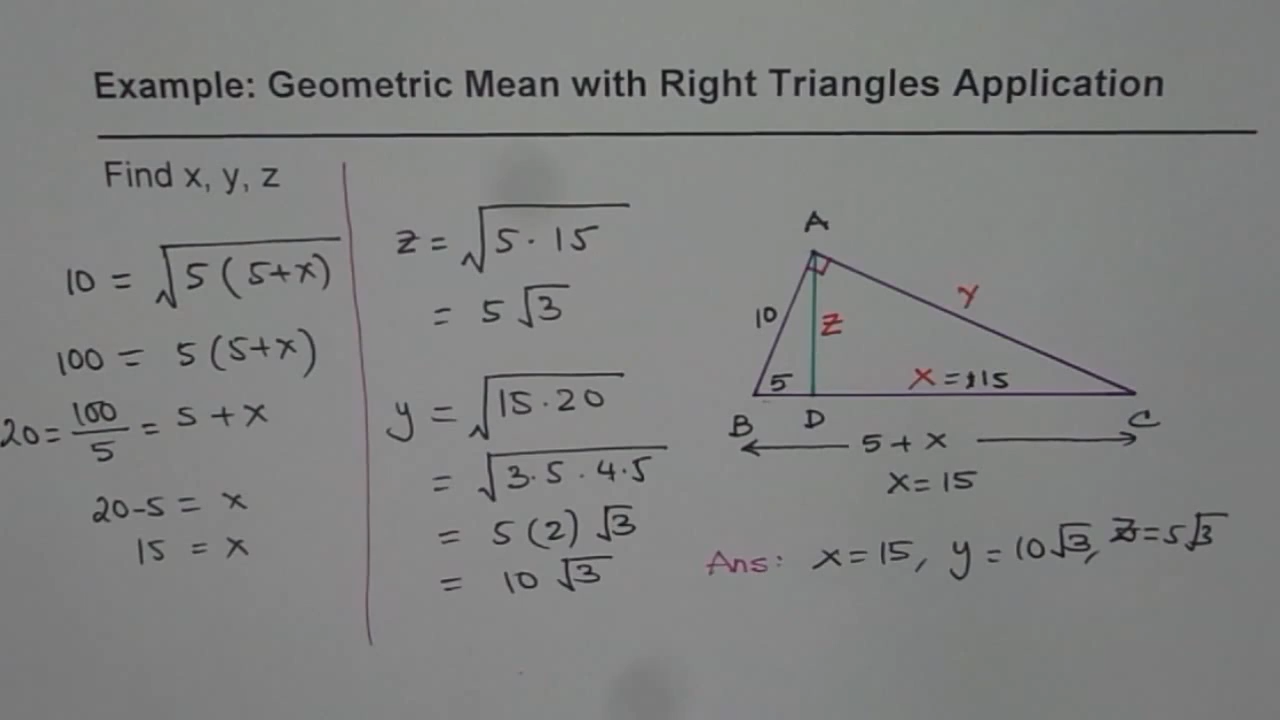 Example: Geometric Mean with Right Triangles Application
Find x, y, z
10 = √5(5+x)
100 = 5(5+x)
20 = 100/5 = 5+x
20-5 = x
15 = x
z = √5·15
= 5√3
y = √15·20
= √3·5·4·5
= 5(2)√3
= 10√3
A
10
z
y
5
x = 15
B
D
C
5+x
x = 15
Ans: x = 15, y = 10√3, z = 5√3